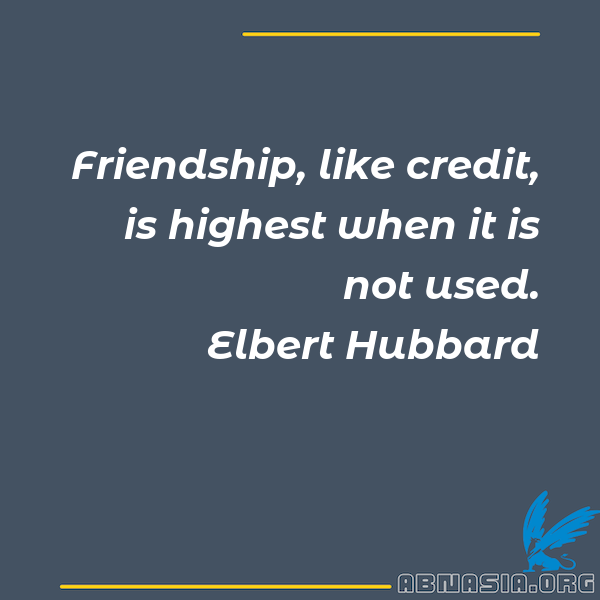 Friendship, like credit,
is highest when it is
not used.
Elbert Hubbard
ABNASIA.ORG